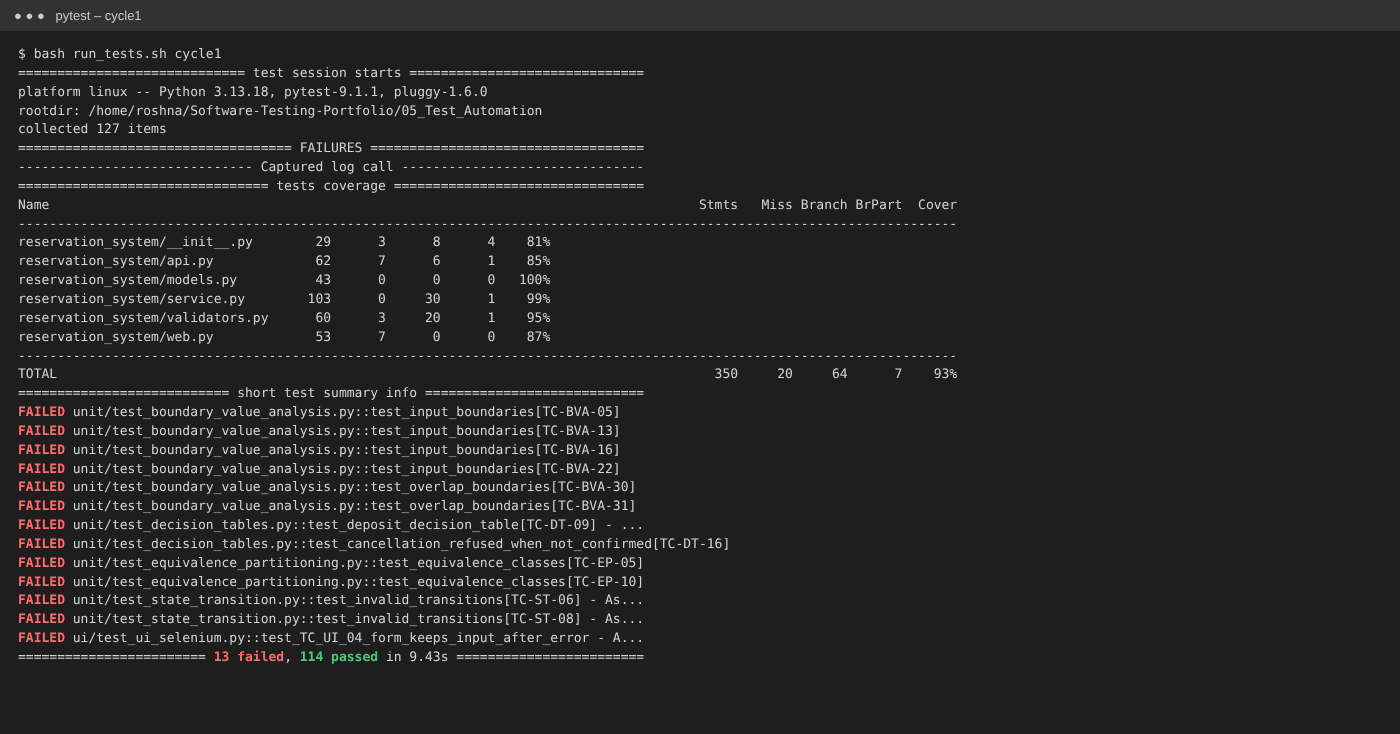 pytest – cycle1
$ bash run_tests.sh cycle1
============================= test session starts ==============================
platform linux -- Python 3.13.18, pytest-9.1.1, pluggy-1.6.0
rootdir: /home/roshna/Software-Testing-Portfolio/05_Test_Automation
collected 127 items
=================================== FAILURES ===================================
------------------------------ Captured log call -------------------------------
================================ tests coverage ================================
Name                                                                                   Stmts   Miss Branch BrPart  Cover
------------------------------------------------------------------------------------------------------------------------
reservation_system/__init__.py        29      3      8      4    81%
reservation_system/api.py             62      7      6      1    85%
reservation_system/models.py          43      0      0      0   100%
reservation_system/service.py        103      0     30      1    99%
reservation_system/validators.py      60      3     20      1    95%
reservation_system/web.py             53      7      0      0    87%
------------------------------------------------------------------------------------------------------------------------
TOTAL                                                                                    350     20     64      7    93%
=========================== short test summary info ============================
FAILED unit/test_boundary_value_analysis.py::test_input_boundaries[TC-BVA-05]
FAILED unit/test_boundary_value_analysis.py::test_input_boundaries[TC-BVA-13]
FAILED unit/test_boundary_value_analysis.py::test_input_boundaries[TC-BVA-16]
FAILED unit/test_boundary_value_analysis.py::test_input_boundaries[TC-BVA-22]
FAILED unit/test_boundary_value_analysis.py::test_overlap_boundaries[TC-BVA-30]
FAILED unit/test_boundary_value_analysis.py::test_overlap_boundaries[TC-BVA-31]
FAILED unit/test_decision_tables.py::test_deposit_decision_table[TC-DT-09] - ...
FAILED unit/test_decision_tables.py::test_cancellation_refused_when_not_confirmed[TC-DT-16]
FAILED unit/test_equivalence_partitioning.py::test_equivalence_classes[TC-EP-05]
FAILED unit/test_equivalence_partitioning.py::test_equivalence_classes[TC-EP-10]
FAILED unit/test_state_transition.py::test_invalid_transitions[TC-ST-06] - As...
FAILED unit/test_state_transition.py::test_invalid_transitions[TC-ST-08] - As...
FAILED ui/test_ui_selenium.py::test_TC_UI_04_form_keeps_input_after_error - A...
======================== 13 failed, 114 passed in 9.43s ========================